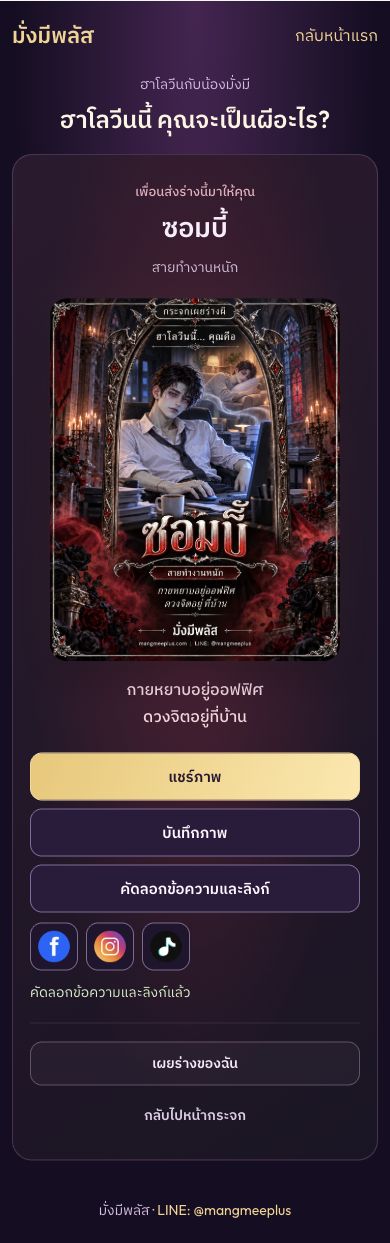 มั่งมีพลัส
กลับหน้าแรก
ฮาโลวีนกับน้องมั่งมี
ฮาโลวีนนี้ คุณจะเป็นผีอะไร?
เพื่อนส่งร่างนี้มาให้คุณ
ซอมบี้
สายทำงานหนัก
กระจกเผยร่างผี
ฮาโลวีนนี้... คุณคือ
ซอมบี้
สายทำงานหนัก
กายหยาบอยู่ออฟฟิศ
ดวงจิตอยู่ที่บ้าน
มั่งมีพลัส
mangmeeplus.com | LINE: @mangmeeplus
กายหยาบอยู่ออฟฟิศ
ดวงจิตอยู่ที่บ้าน
แชร์ภาพ
บันทึกภาพ
คัดลอกข้อความและลิงก์
คัดลอกข้อความและลิงก์แล้ว
เผยร่างของฉัน
กลับไปหน้ากระจก
มั่งมีพลัส · LINE: @mangmeeplus